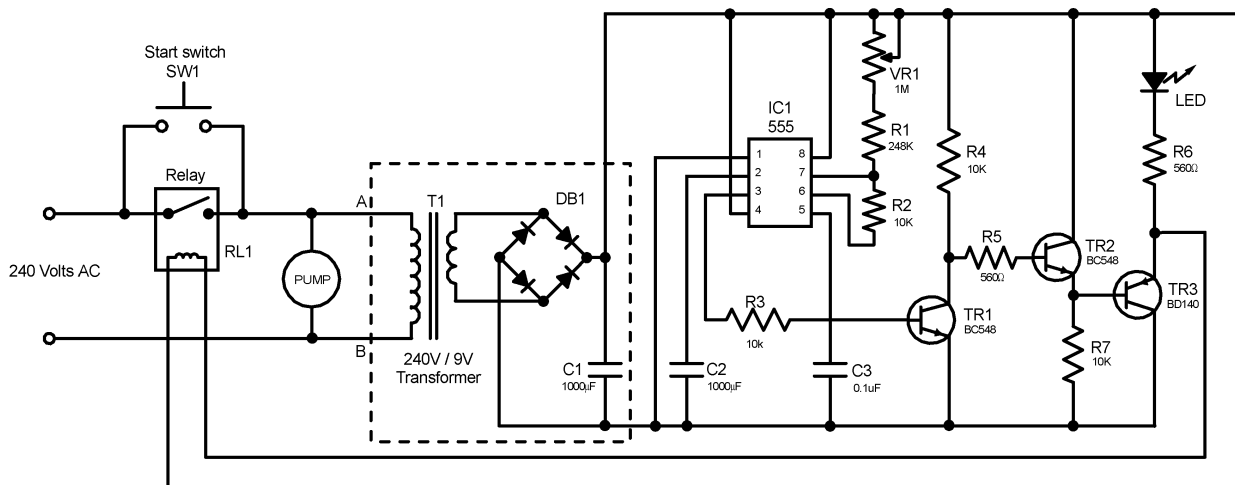 Start switch
SW1
Relay
RL1
240 Volts AC
PUMP
A
B
T1
240V / 9V
Transformer
DB1
C1
1000µF
C2
1000µF
C3
0.1uF
IC1
555
1
2
3
4
8
7
6
5
VR1
1M
R1
248K
R2
10K
R3
10k
R4
10K
R5
560Ω
TR1
BC548
TR2
BC548
R7
10K
LED
R6
560Ω
TR3
BD140